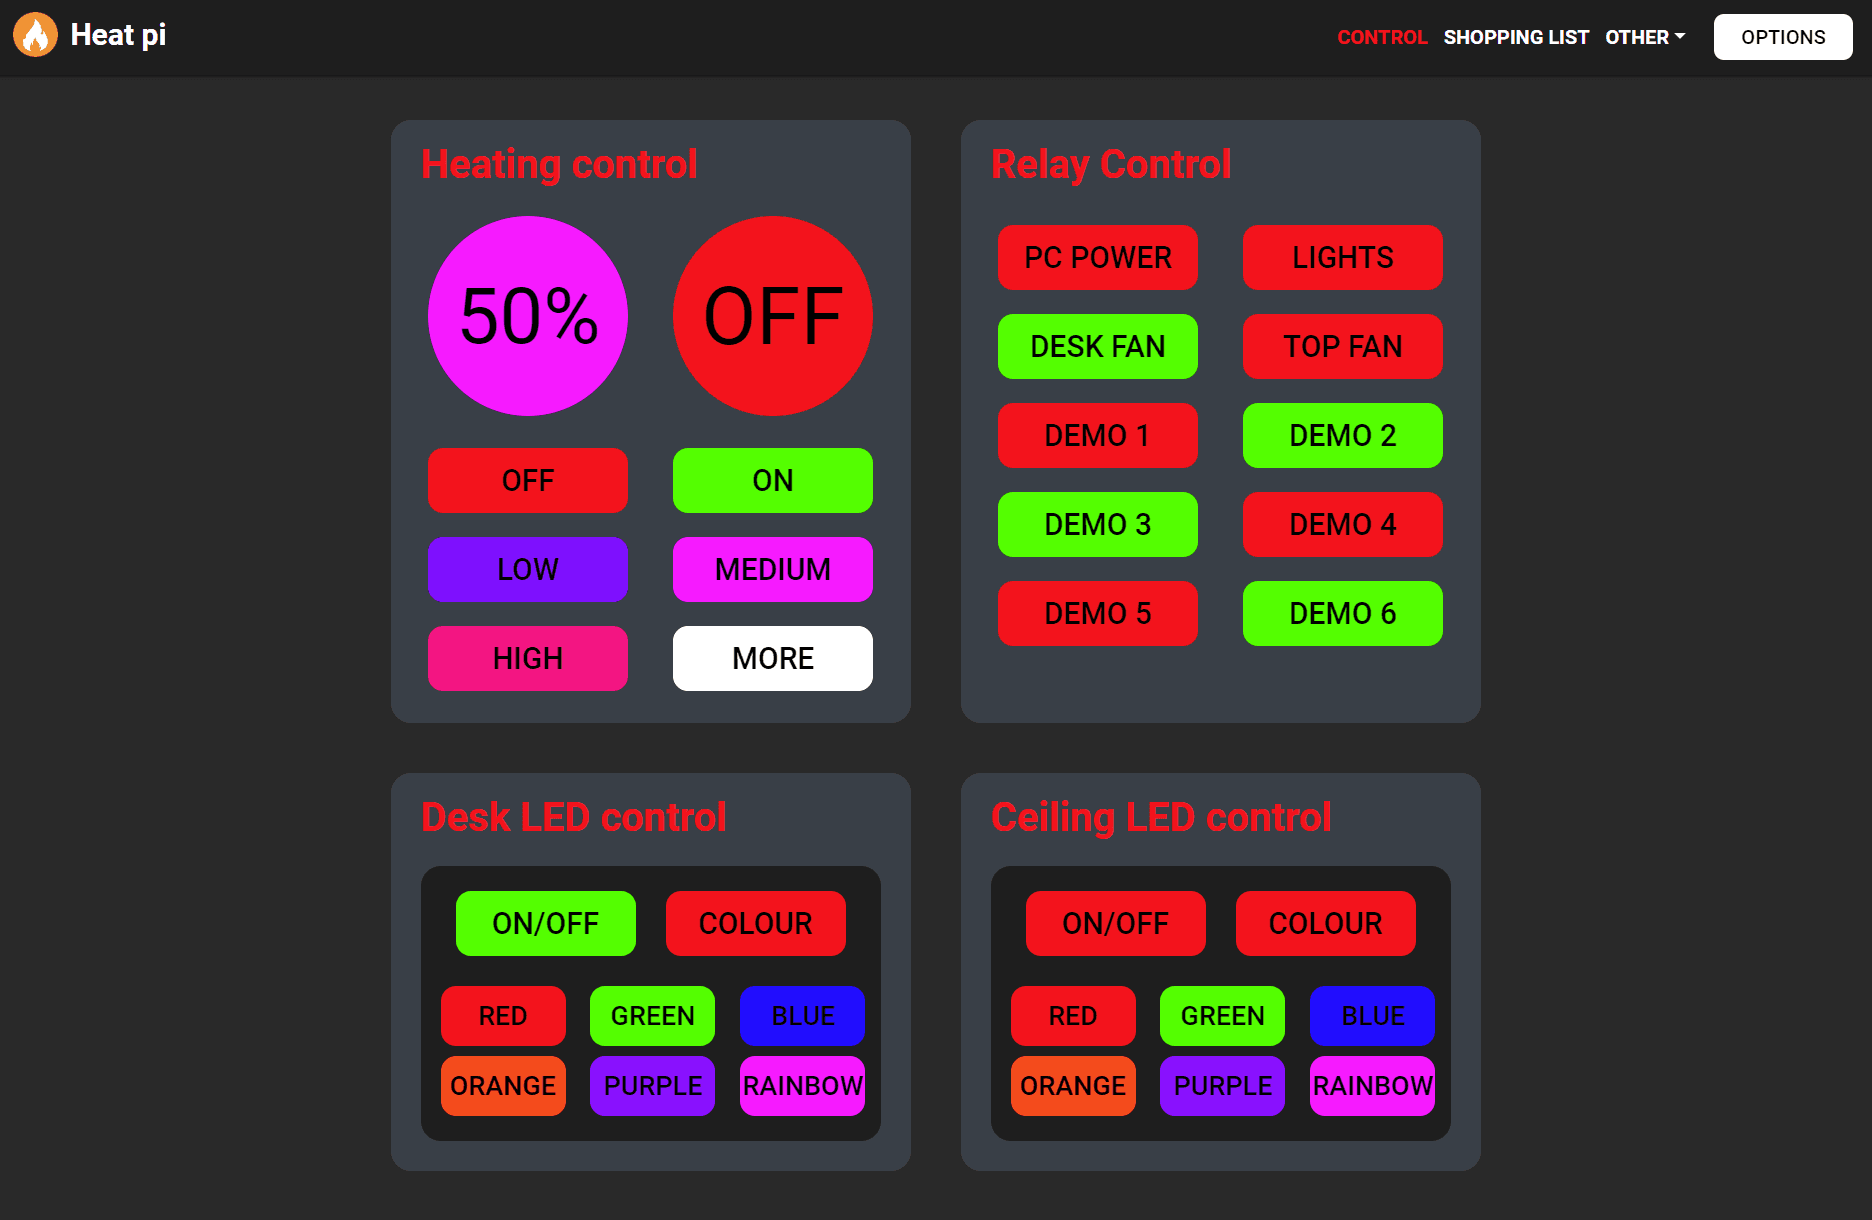 Heat pi
CONTROL SHOPPING LIST OTHER OPTIONS
Heating control
50% OFF
OFF ON
LOW MEDIUM
HIGH MORE
Relay Control
PC POWER LIGHTS
DESK FAN TOP FAN
DEMO 1 DEMO 2
DEMO 3 DEMO 4
DEMO 5 DEMO 6
Desk LED control
ON/OFF COLOUR
RED GREEN BLUE
ORANGE PURPLE RAINBOW
Ceiling LED control
ON/OFF COLOUR
RED GREEN BLUE
ORANGE PURPLE RAINBOW